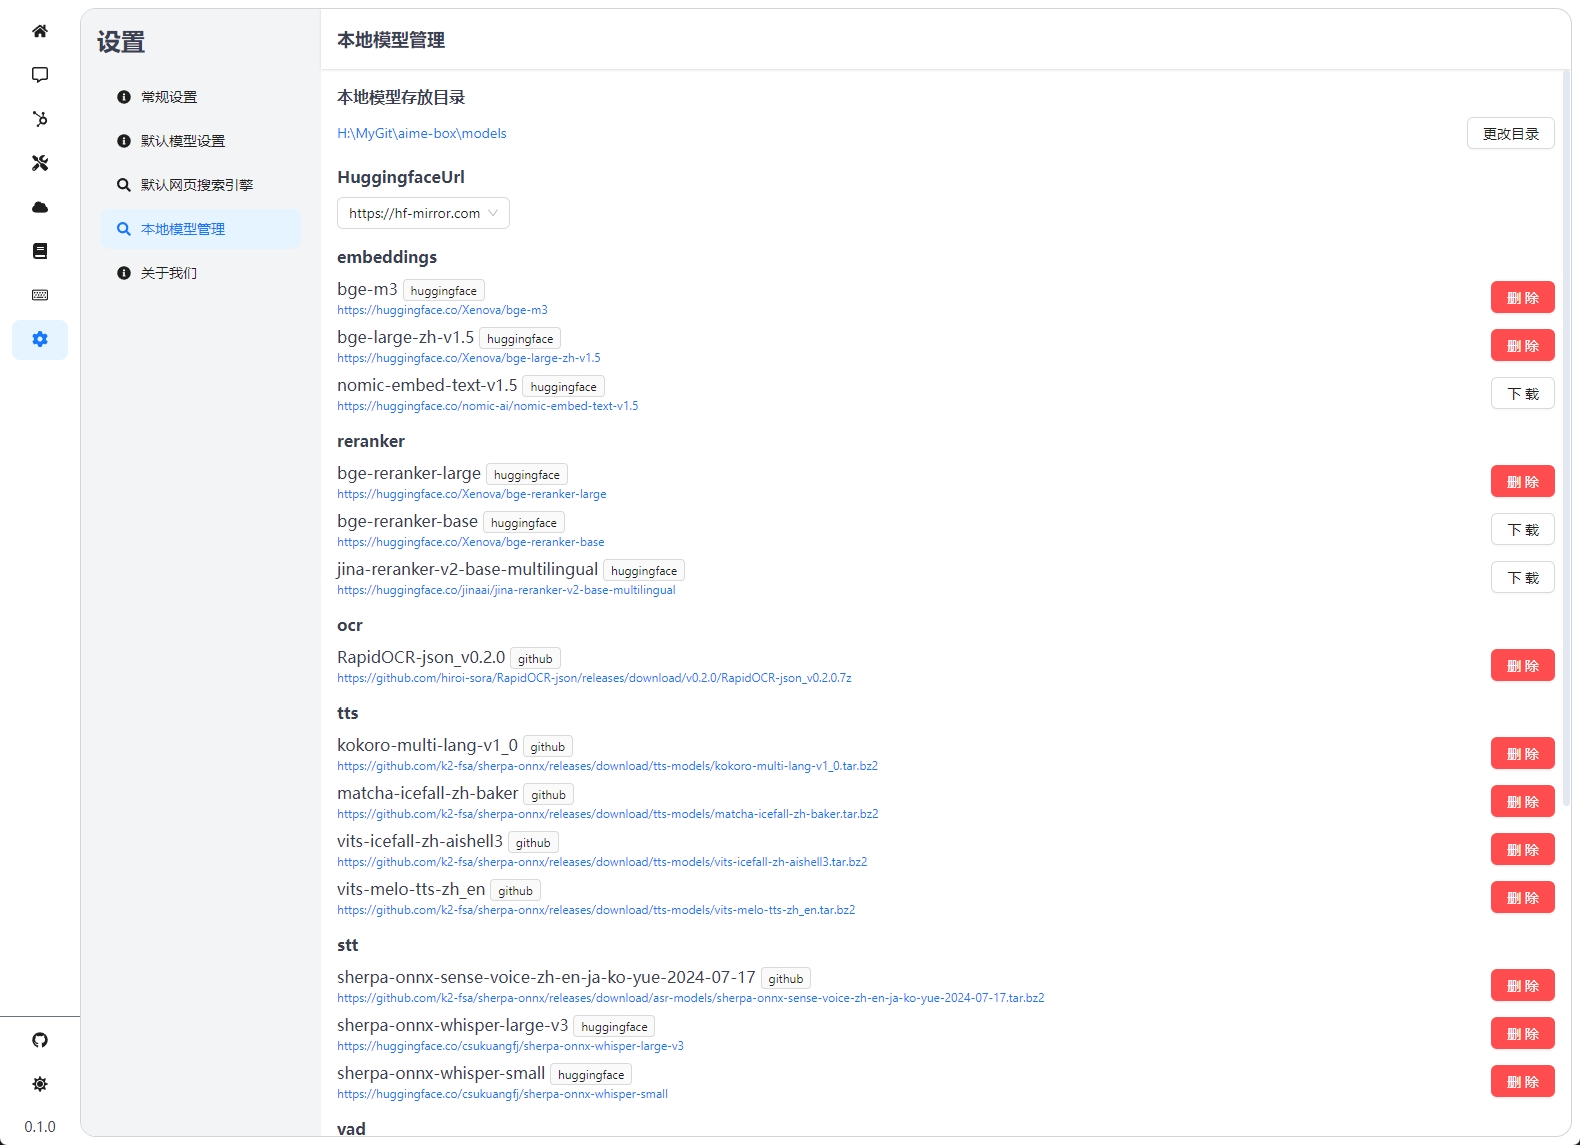 设置
常规设置
默认模型设置
默认网页搜索引擎
本地模型管理
关于我们
0.1.0
本地模型管理
本地模型存放目录
H:\MyGit\aime-box\models
更改目录
HuggingfaceUrl
https://hf-mirror.com
embeddings
bge-m3 huggingface
https://huggingface.co/Xenova/bge-m3
删 除
bge-large-zh-v1.5 huggingface
https://huggingface.co/Xenova/bge-large-zh-v1.5
删 除
nomic-embed-text-v1.5 huggingface
https://huggingface.co/nomic-ai/nomic-embed-text-v1.5
下 载
reranker
bge-reranker-large huggingface
https://huggingface.co/Xenova/bge-reranker-large
删 除
bge-reranker-base huggingface
https://huggingface.co/Xenova/bge-reranker-base
下 载
jina-reranker-v2-base-multilingual huggingface
https://huggingface.co/jinaai/jina-reranker-v2-base-multilingual
下 载
ocr
RapidOCR-json_v0.2.0 github
https://github.com/hiroi-sora/RapidOCR-json/releases/download/v0.2.0/RapidOCR-json_v0.2.0.7z
删 除
tts
kokoro-multi-lang-v1_0 github
https://github.com/k2-fsa/sherpa-onnx/releases/download/tts-models/kokoro-multi-lang-v1_0.tar.bz2
删 除
matcha-icefall-zh-baker github
https://github.com/k2-fsa/sherpa-onnx/releases/download/tts-models/matcha-icefall-zh-baker.tar.bz2
删 除
vits-icefall-zh-aishell3 github
https://github.com/k2-fsa/sherpa-onnx/releases/download/tts-models/vits-icefall-zh-aishell3.tar.bz2
删 除
vits-melo-tts-zh_en github
https://github.com/k2-fsa/sherpa-onnx/releases/download/tts-models/vits-melo-tts-zh_en.tar.bz2
删 除
stt
sherpa-onnx-sense-voice-zh-en-ja-ko-yue-2024-07-17 github
https://github.com/k2-fsa/sherpa-onnx/releases/download/asr-models/sherpa-onnx-sense-voice-zh-en-ja-ko-yue-2024-07-17.tar.bz2
删 除
sherpa-onnx-whisper-large-v3 huggingface
https://huggingface.co/csukuangfj/sherpa-onnx-whisper-large-v3
删 除
sherpa-onnx-whisper-small huggingface
https://huggingface.co/csukuangfj/sherpa-onnx-whisper-small
删 除
vad